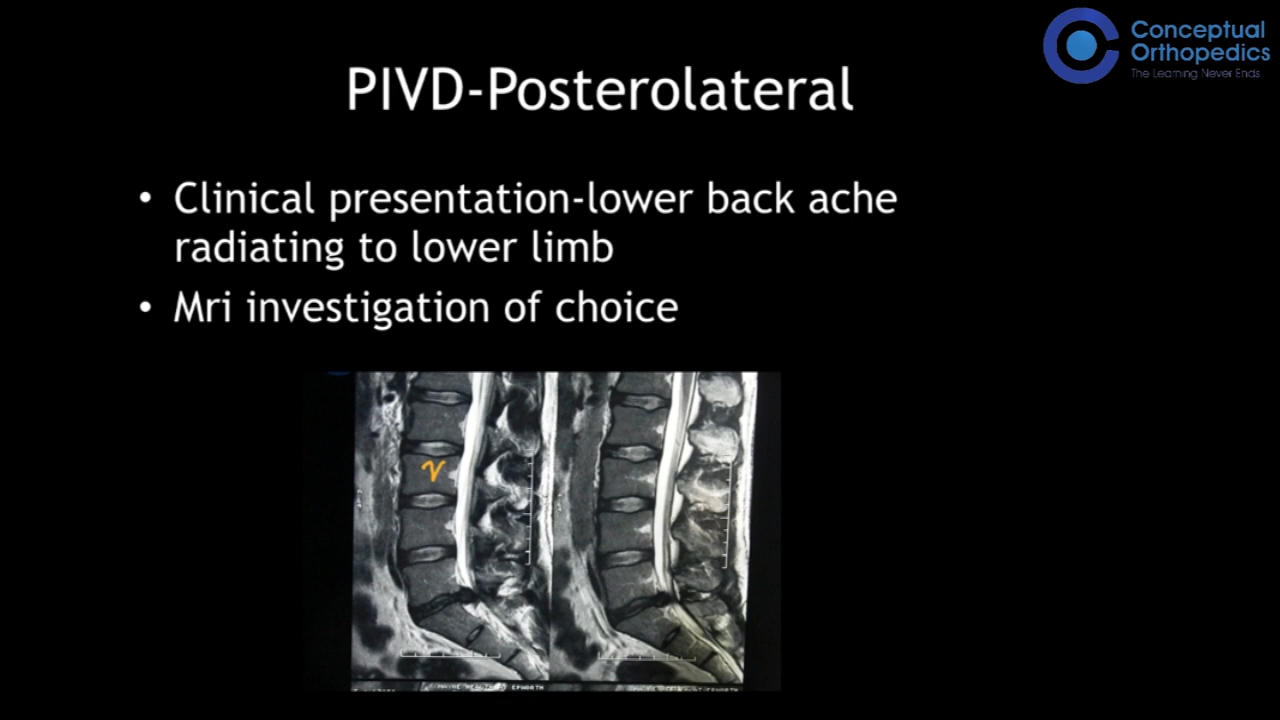 Conceptual
Orthopedics
The Learning Never Ends
PIVD-Posterolateral
• Clinical presentation-lower back ache
radiating to lower limb
• Mri investigation of choice
v
EPWORTH